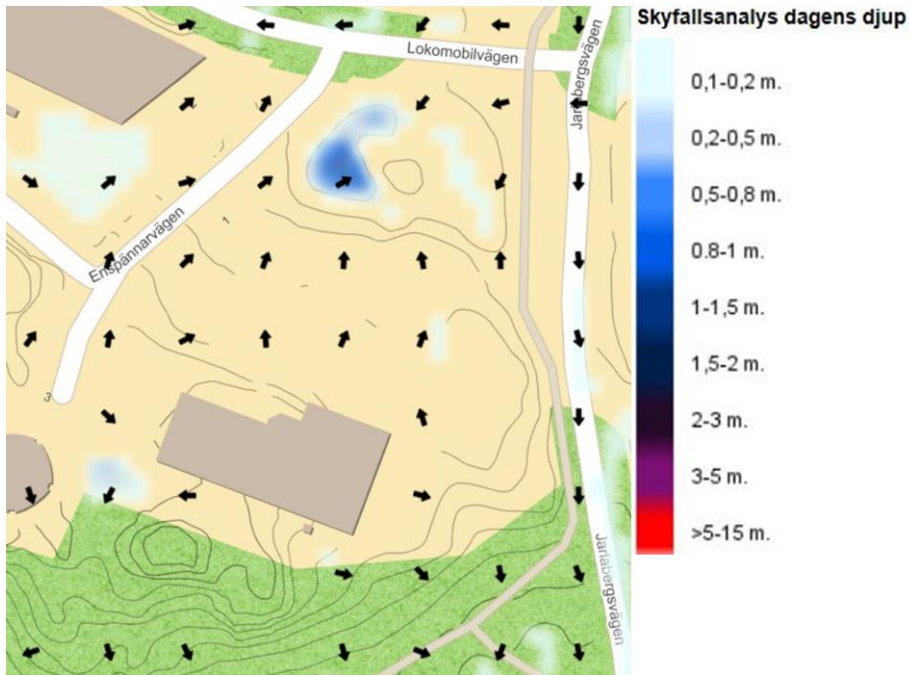 Skyfallsanalys dagens djup
0,1-0,2 m.
0,2-0,5 m.
0,5-0,8 m.
0.8-1 m.
1-1,5 m.
1,5-2 m.
2-3 m.
3-5 m.
>5-15 m.
Lokomobilvägen
Jarlabergsvägen
Enspännarvägen
1
3
Jarlabergsvägen